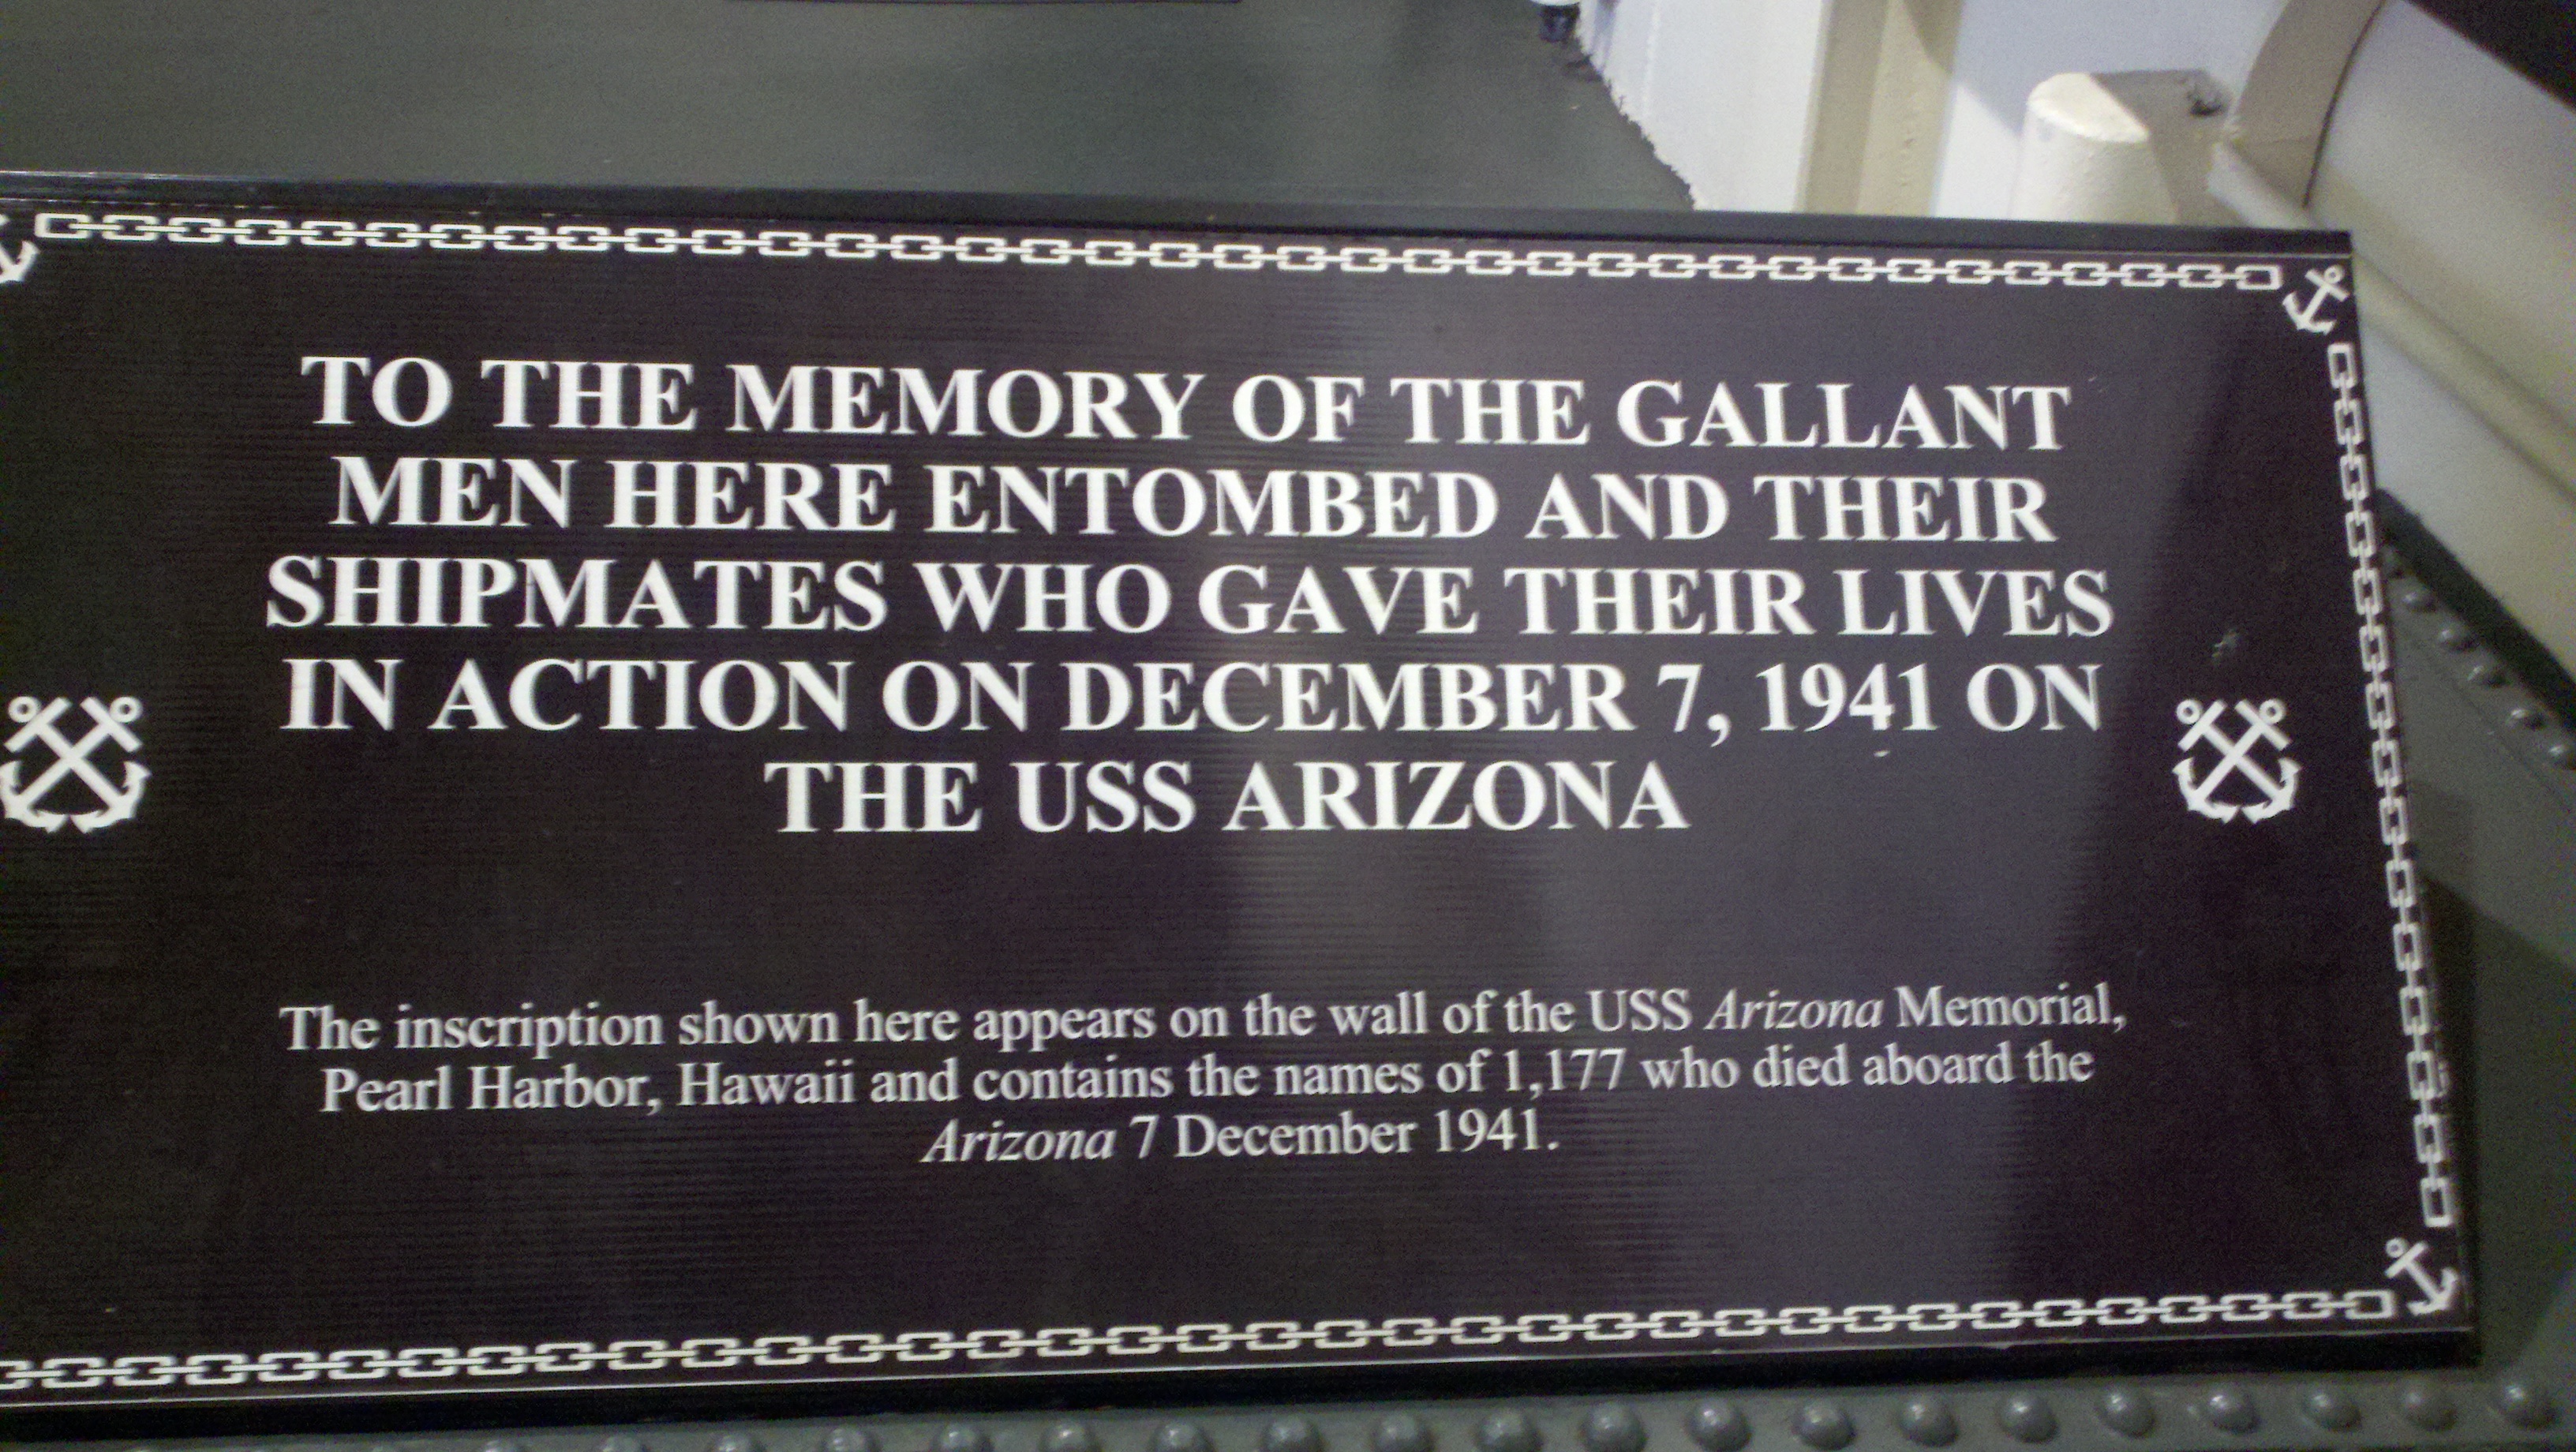 TO THE MEMORY OF THE GALLANT
MEN HERE ENTOMBED AND THEIR
SHIPMATES WHO GAVE THEIR LIVES
IN ACTION ON DECEMBER 7, 1941 ON
THE USS ARIZONA
The inscription shown here appears on the wall of the USS Arizona Memorial,
Pearl Harbor, Hawaii and contains the names of 1,177 who died aboard the
Arizona 7 December 1941.